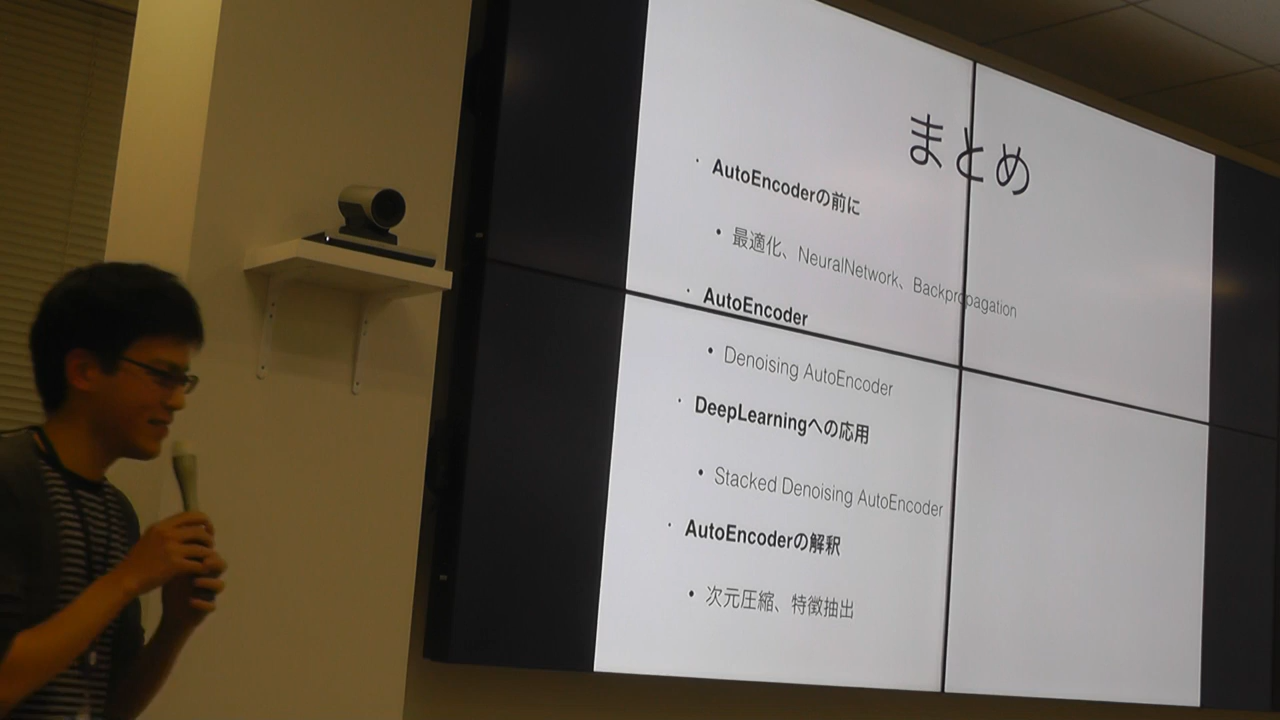 まとめ
・ AutoEncoderの前に
• 最適化、NeuralNetwork、Backpropagation
・ AutoEncoder
• Denoising AutoEncoder
・ DeepLearningへの応用
• Stacked Denoising AutoEncoder
・ AutoEncoderの解釈
• 次元圧縮、特徴抽出